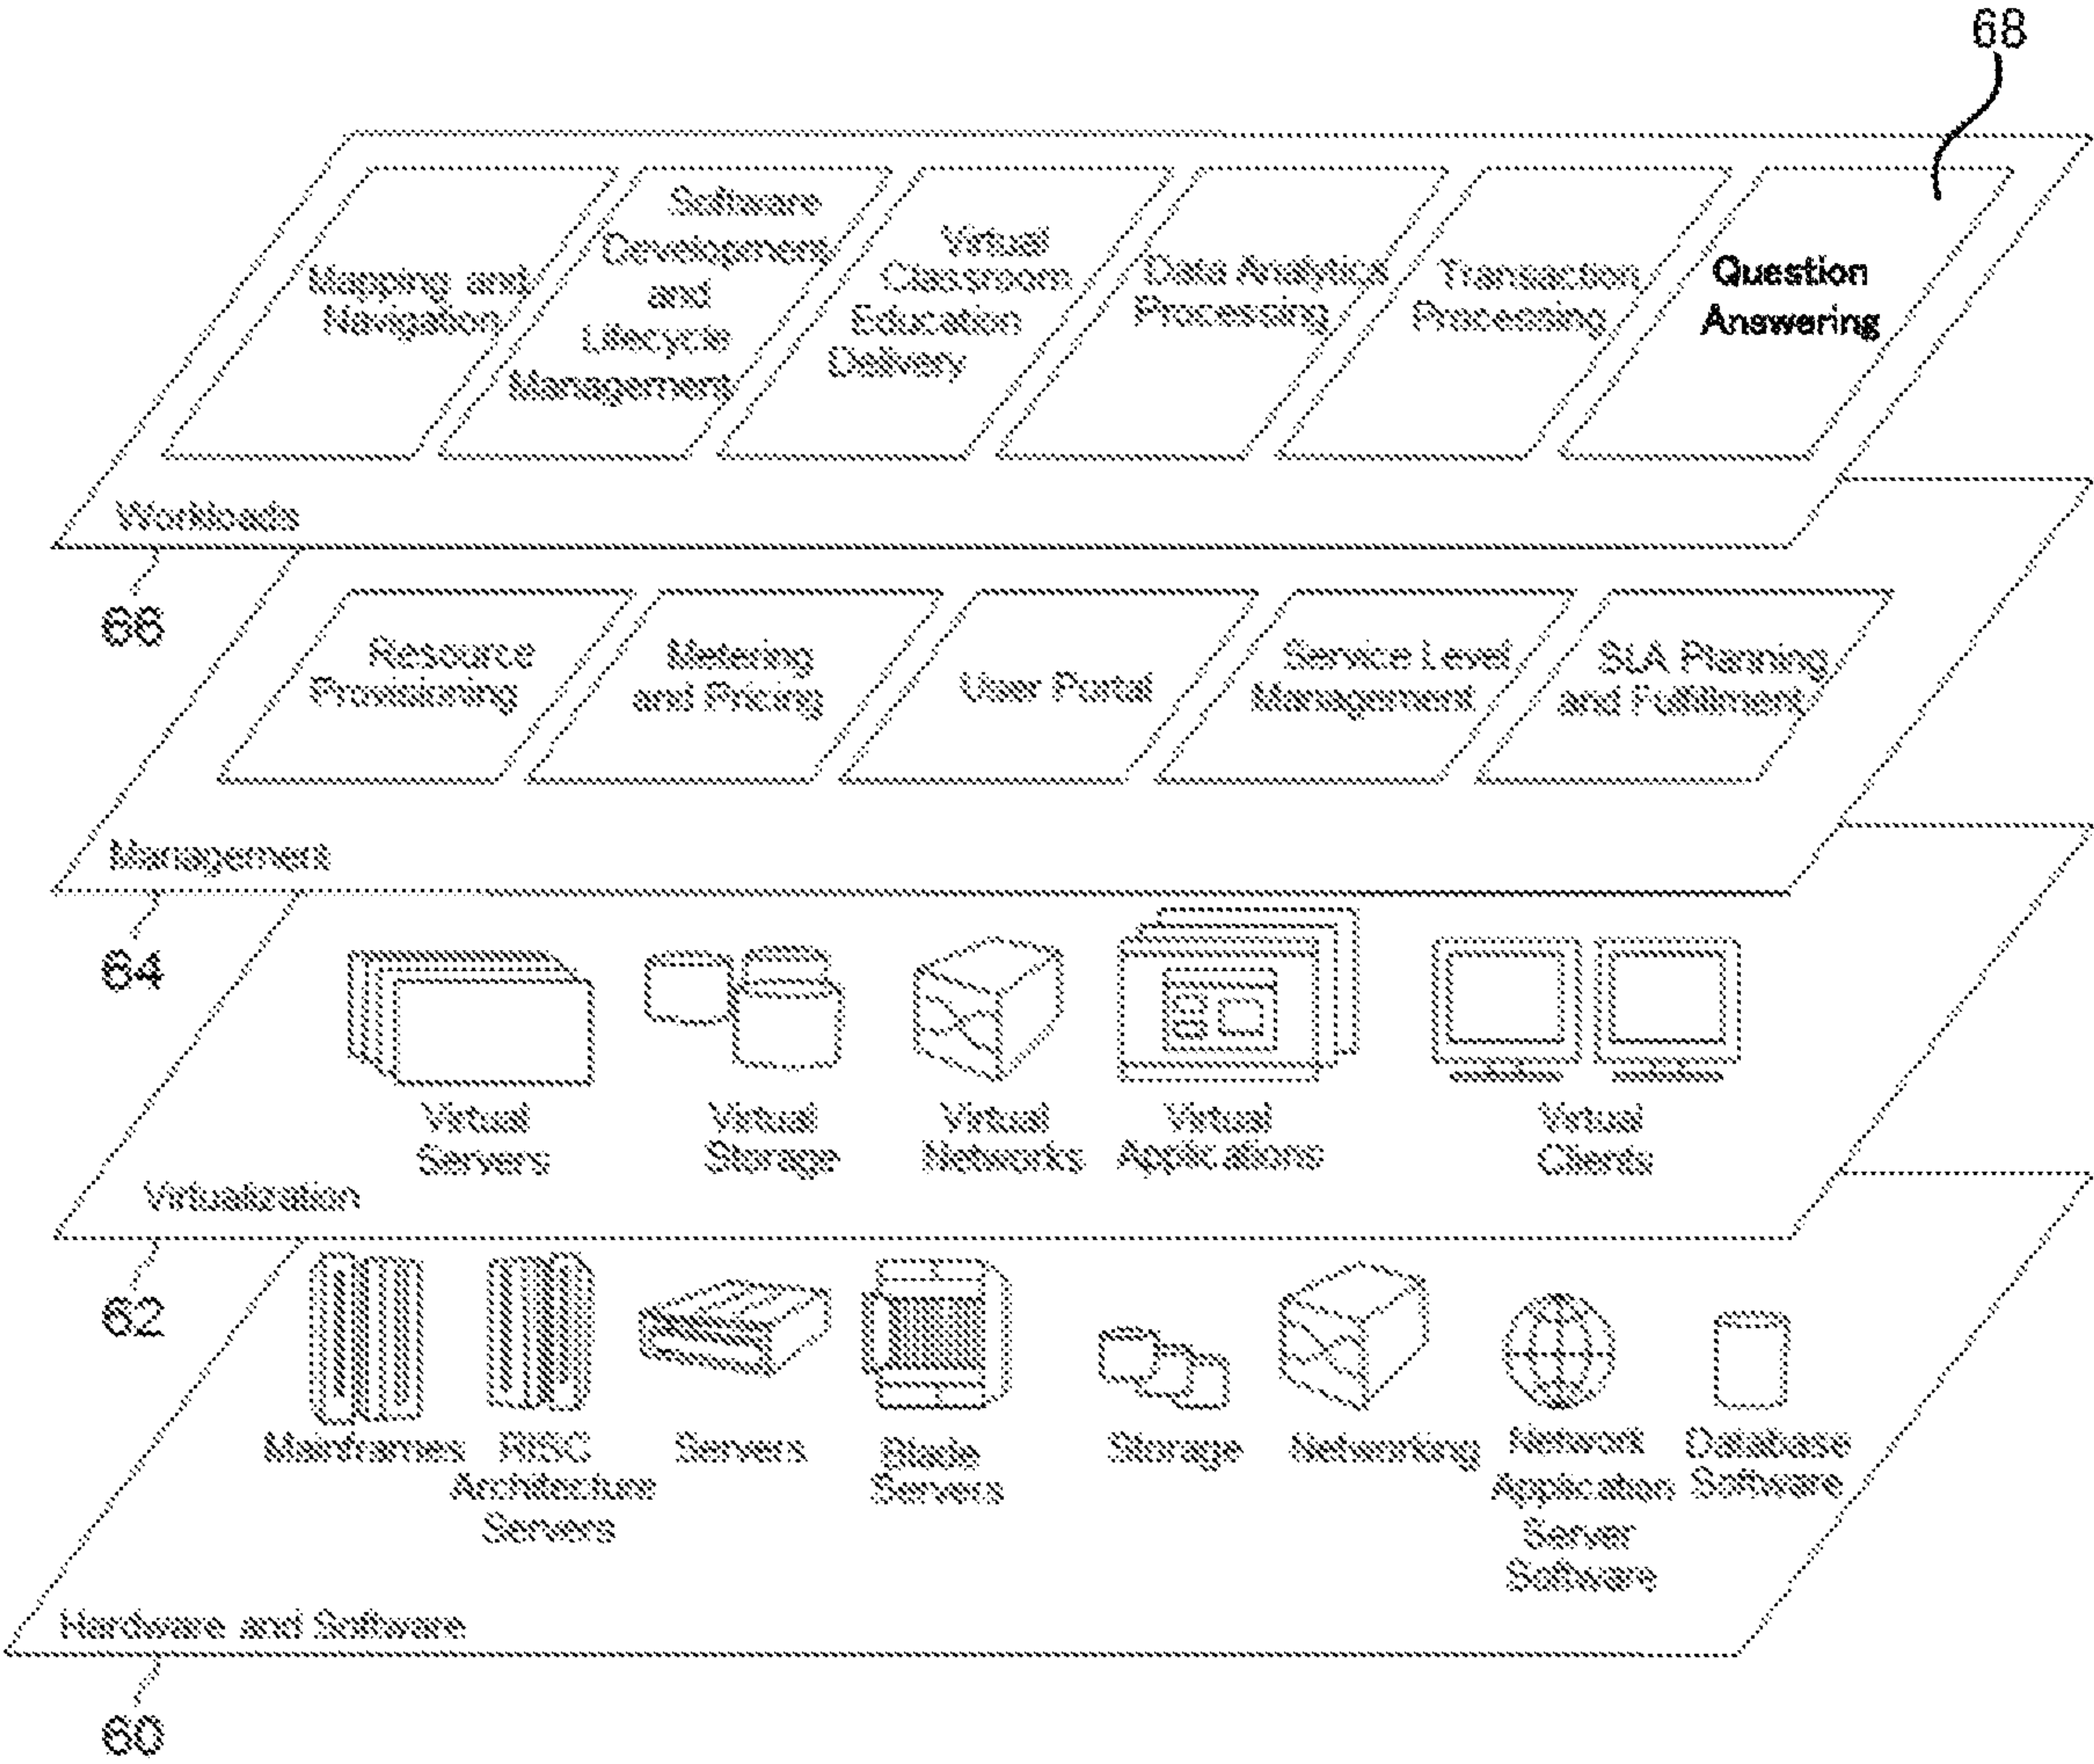 68
Mapping and
Navigation
Software
Development
and
Lifecycle
Management
Virtual
Classroom
Education
Delivery
Data Analytics
Processing
Transaction
Processing
Question
Answering
Workloads
66
Resource
Provisioning
Metering
and Pricing
User Portal
Service Level
Management
SLA Planning
and Fulfillment
Management
64
Virtual
Servers
Virtual
Storage
Virtual
Networks
Virtual
Applications
Virtual
Clients
Virtualization
62
Mainframes
RISC
Architecture
Servers
Servers
Blade
Servers
Storage
Networking
Network
Application
Server
Software
Database
Software
Hardware and Software
60